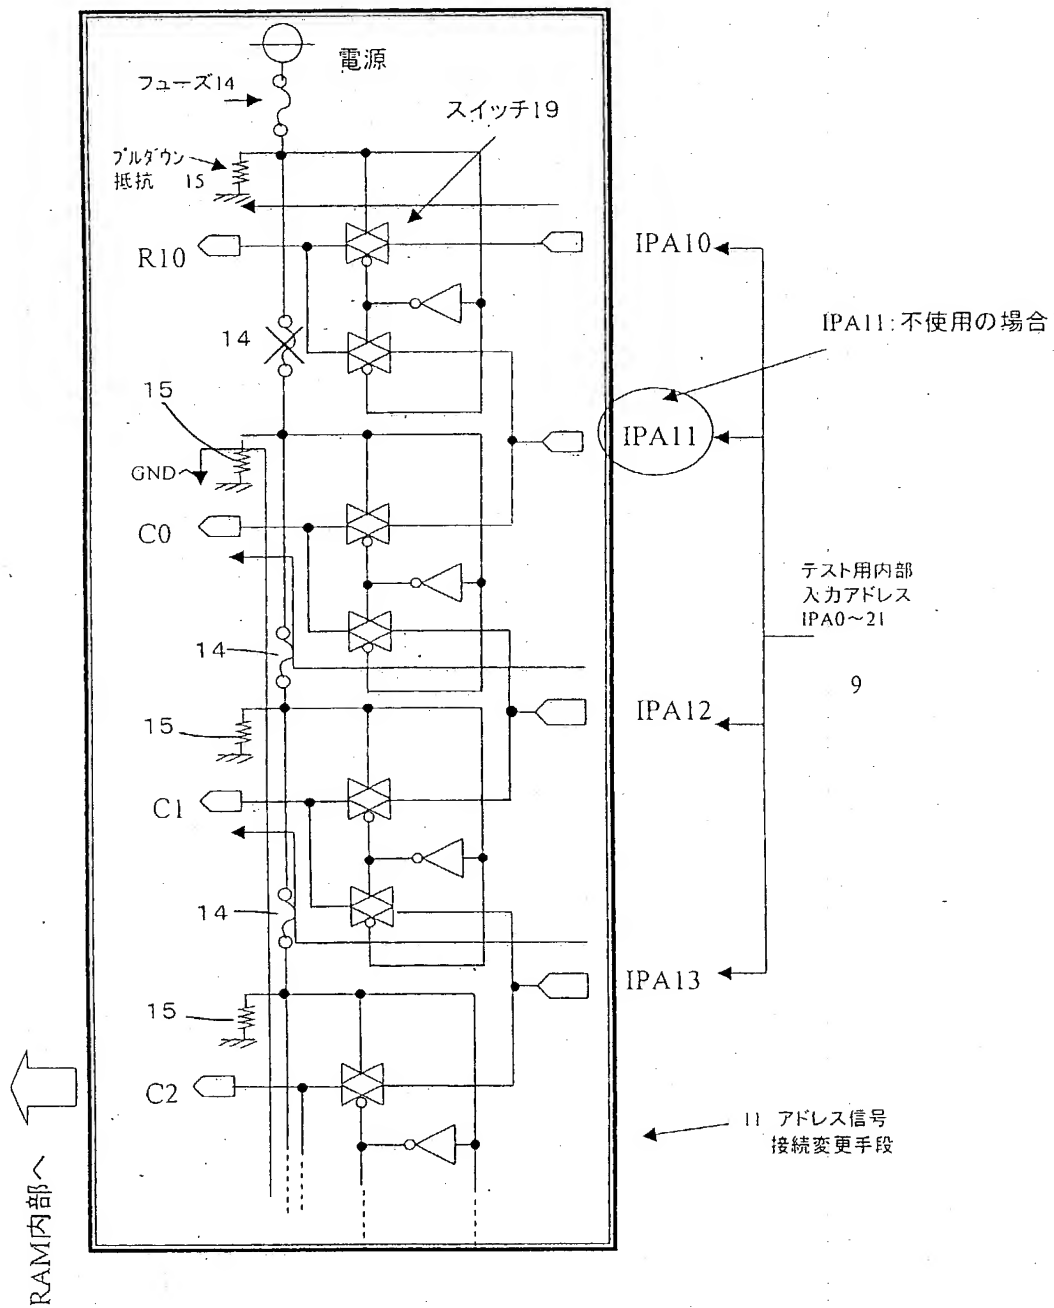 電源
フューズ14
スイッチ19
プルダウン
抵抗 15
R10
IPA10
IPA11:不使用の場合
14
15
IPA11
GND
C0
テスト用内部
入力アドレス
IPA0～21
14
9
IPA12
15
C1
14
IPA13
15
C2
11 アドレス信号
接続変更手段
RAM内部へ